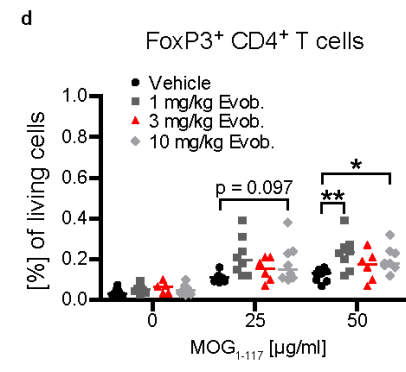 d
FoxP3⁺ CD4⁺ T cells
Vehicle
1 mg/kg Evob.
3 mg/kg Evob.
10 mg/kg Evob.
[%] of living cells
1.0
0.8
0.6
0.4
0.2
0.0
p = 0.097
*
**
0 25 50
MOG₁₋₁₁₇ [µg/ml]